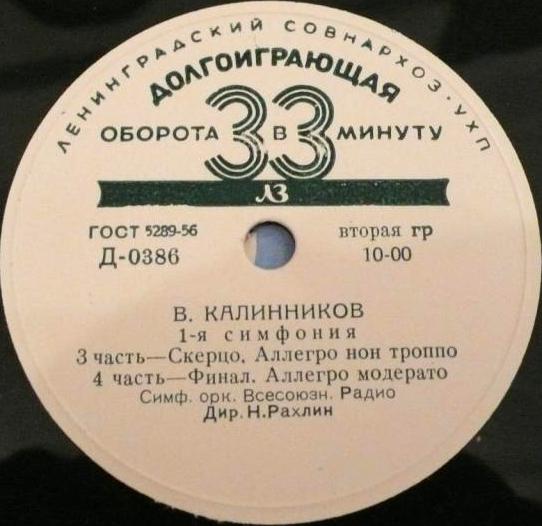 ЛЕНИНГРАДСКИЙ СОВНАРХОЗ · УХП
ДОЛГОИГРАЮЩАЯ
33
ОБОРОТА В МИНУТУ
ЛЗ
ГОСТ 5289-56 вторая гр
Д-0386 10-00
В. КАЛИННИКОВ
1-я симфония
3 часть—Скерцо, Аллегро нон троппо
4 часть—Финал. Аллегро модерато
Симф. орк. Всесоюзн. Радио
Дир. Н. Рахлин